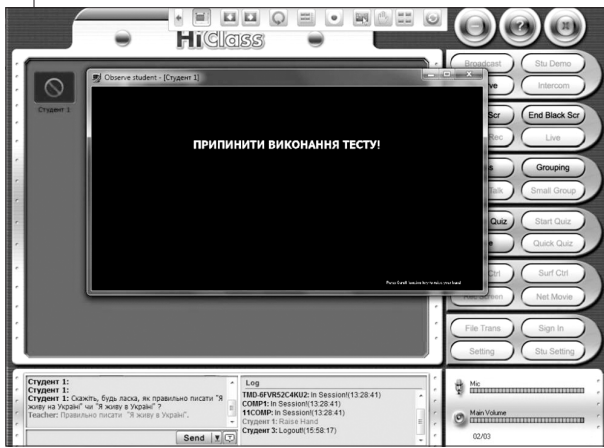 HiClass
Студент 1
Observe student - [Студент 1]
ПРИПИНИТИ ВИКОНАННЯ ТЕСТУ!
Broadcast
Stu Demo
Intercom
Scr
End Black Scr
Rec
Live
Grouping
Talk
Small Group
Quiz
Start Quiz
Quick Quiz
Ctrl
Surf Ctrl
Net Movie
File Trans
Sign In
Setting
Stu Setting
Студент 1:
Студент 1:
Студент 1: Скажіть, будь ласка, як правильно писати "Я
живу на Україні" чи "Я живу в Україні" ?
Teacher: Правильно писати: "Я живу в Україні".
Send
Log
TMD-6FVR52C4KU2: In Session!(13:28:41)
COMP1: In Session!(13:28:41)
11COMP: In Session!(13:28:41)
Студент 1: Raise Hand
Студент 3: Logout!(15:58:17)
Mic
Main Volume
02/03